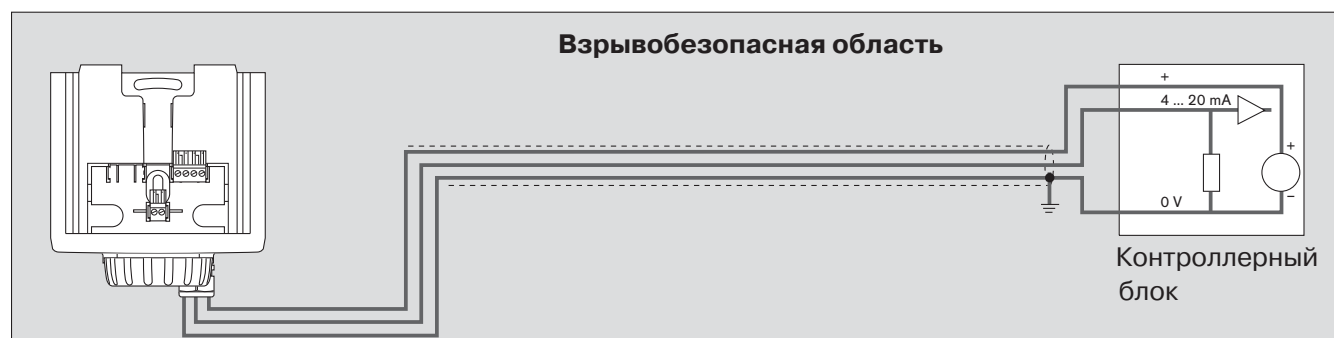 Взрывобезопасная область
+
4 ... 20 mA
+
0 V
–
Контроллерный
блок